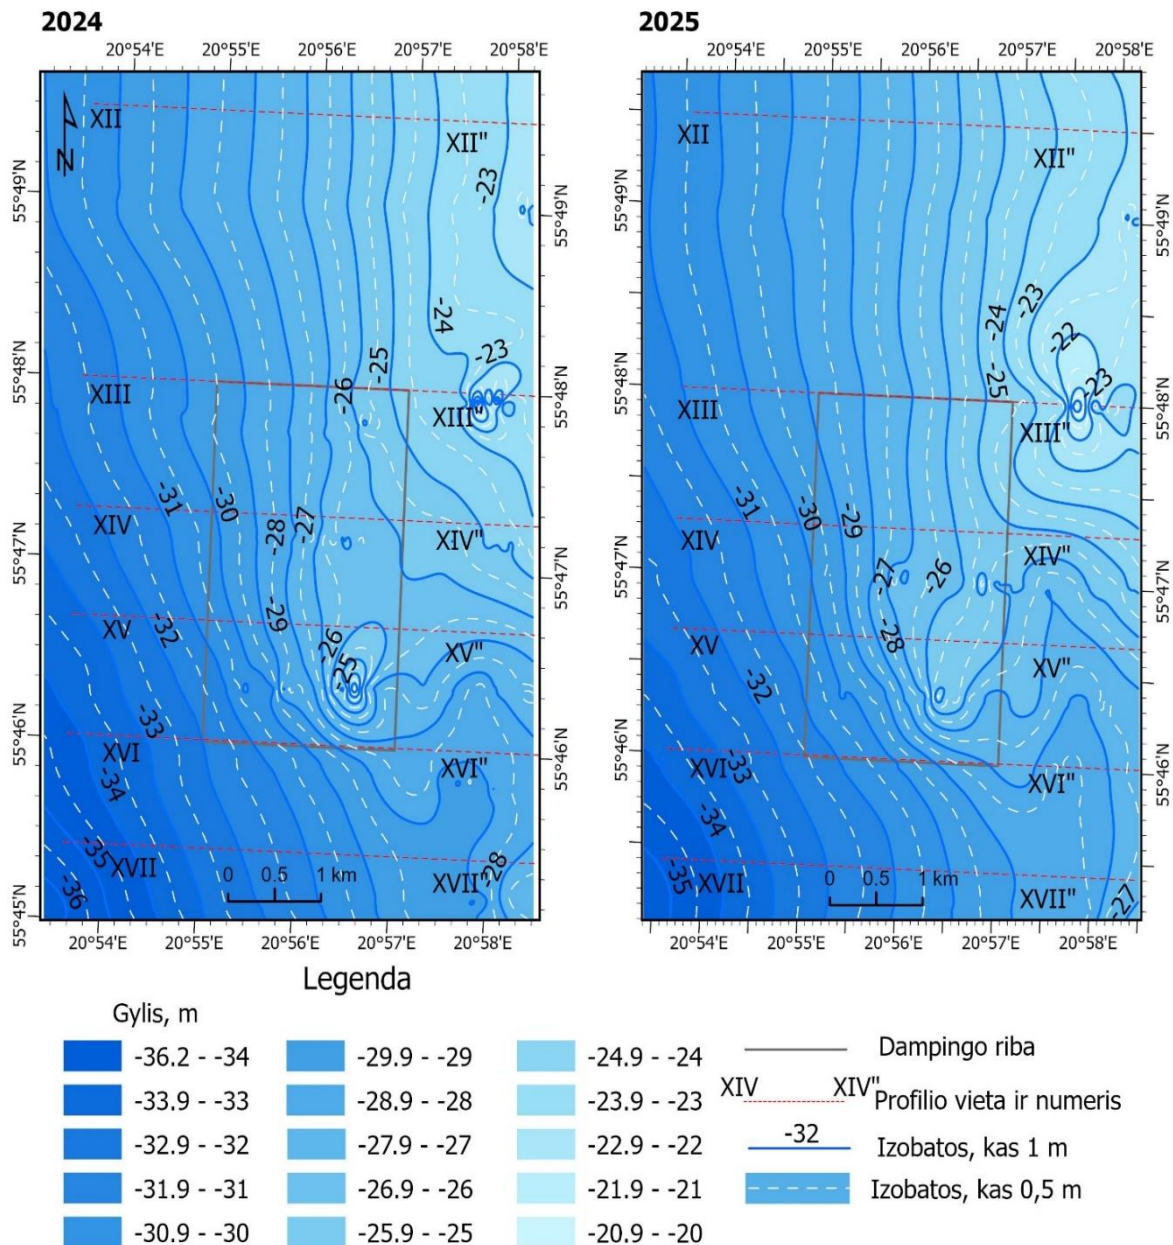 2024
20°54'E 20°55'E 20°56'E 20°57'E 20°58'E
XII
XII"
-23
55°49'N
55°49'N
-24
-23
55°48'N
-25
-26
XIII
XIII"
55°48'N
-31
-30
-28
-27
XIV
XIV"
55°47'N
55°47'N
-29
-32
XV
-26
-25
XV"
55°46'N
-33
XVI
XVI"
55°46'N
-34
-35
XVII
-28
XVII"
0 0.5 1 km
-36
55°45'N
20°54'E 20°55'E 20°56'E 20°57'E 20°58'E
2025
20°54'E 20°55'E 20°56'E 20°57'E 20°58'E
XII
XII"
55°49'N
55°49'N
-23
-24
-22
55°48'N
-25
-23
XIII
XIII"
55°48'N
-31
-30
-29
XIV
XIV"
55°47'N
-27
-26
55°47'N
-28
XV
XV"
-32
55°46'N
-33
XVI
XVI"
55°46'N
-34
-35
XVII
0 0.5 1 km
XVII"
-27
20°54'E 20°55'E 20°56'E 20°57'E 20°58'E
Legenda
Gylis, m
-36.2 - -34
-33.9 - -33
-32.9 - -32
-31.9 - -31
-30.9 - -30
-29.9 - -29
-28.9 - -28
-27.9 - -27
-26.9 - -26
-25.9 - -25
-24.9 - -24
-23.9 - -23
-22.9 - -22
-21.9 - -21
-20.9 - -20
Dampingo riba
XIV XIV" Profilio vieta ir numeris
-32
Izobatos, kas 1 m
Izobatos, kas 0,5 m